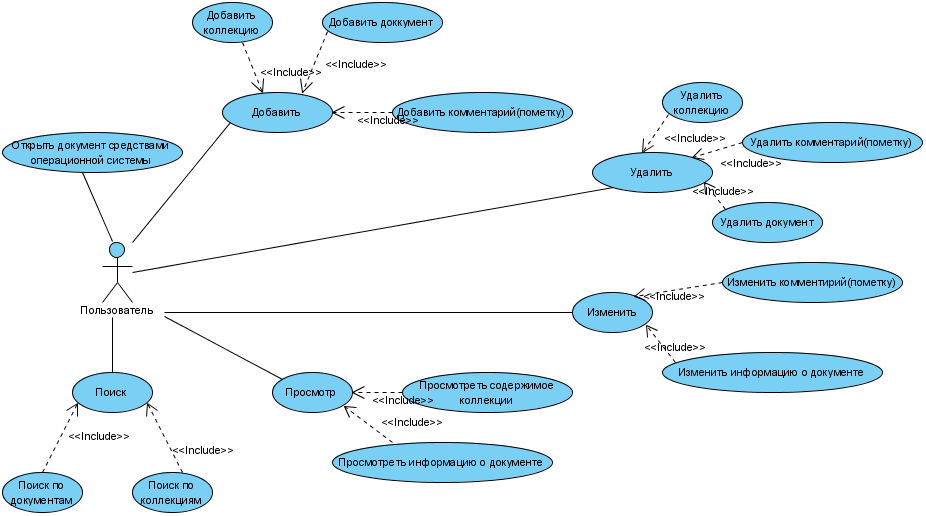 Добавить
коллекцию
Добавить доккумент
<<Include>>
<<Include>>
Добавить
Добавить комментарий(пометку)
<<Include>>
Удалить
коллекцию
<<Include>>
Удалить комментарий(пометку)
<<Include>>
Удалить
<<Include>>
Удалить документ
Открыть документ средствами
операционной системы
Пользователь
Изменить комментирий(пометку)
<<Include>>
Изменить
<<Include>>
Изменить информацию о документе
Поиск
Просмотр
Просмотреть содержимое
коллекции
<<Include>>
<<Include>>
Просмотреть информацию о документе
<<Include>>
<<Include>>
Поиск по
документам
Поиск по
коллекциям